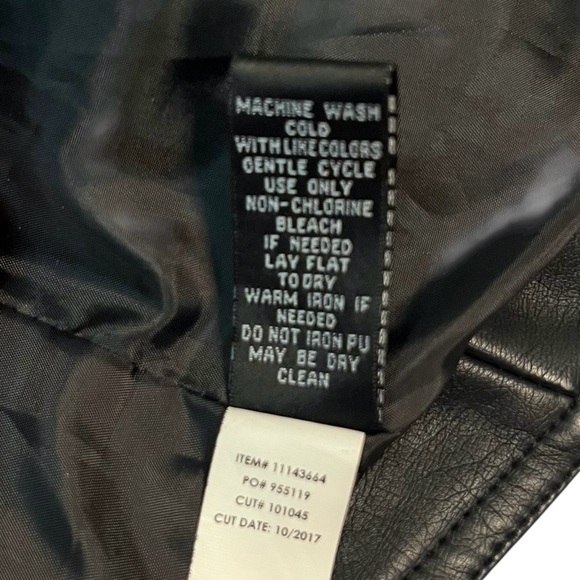 MACHINE WASH
COLD
WITH LIKE COLORS
GENTLE CYCLE
USE ONLY
NON-CHLORINE
BLEACH
IF NEEDED
LAY FLAT
TO DRY
WARM IRON IF
NEEDED
DO NOT IRON PU
MAY BE DRY
CLEAN
ITEM# 11143664
PO# 955119
CUT# 101045
CUT DATE: 10/2017